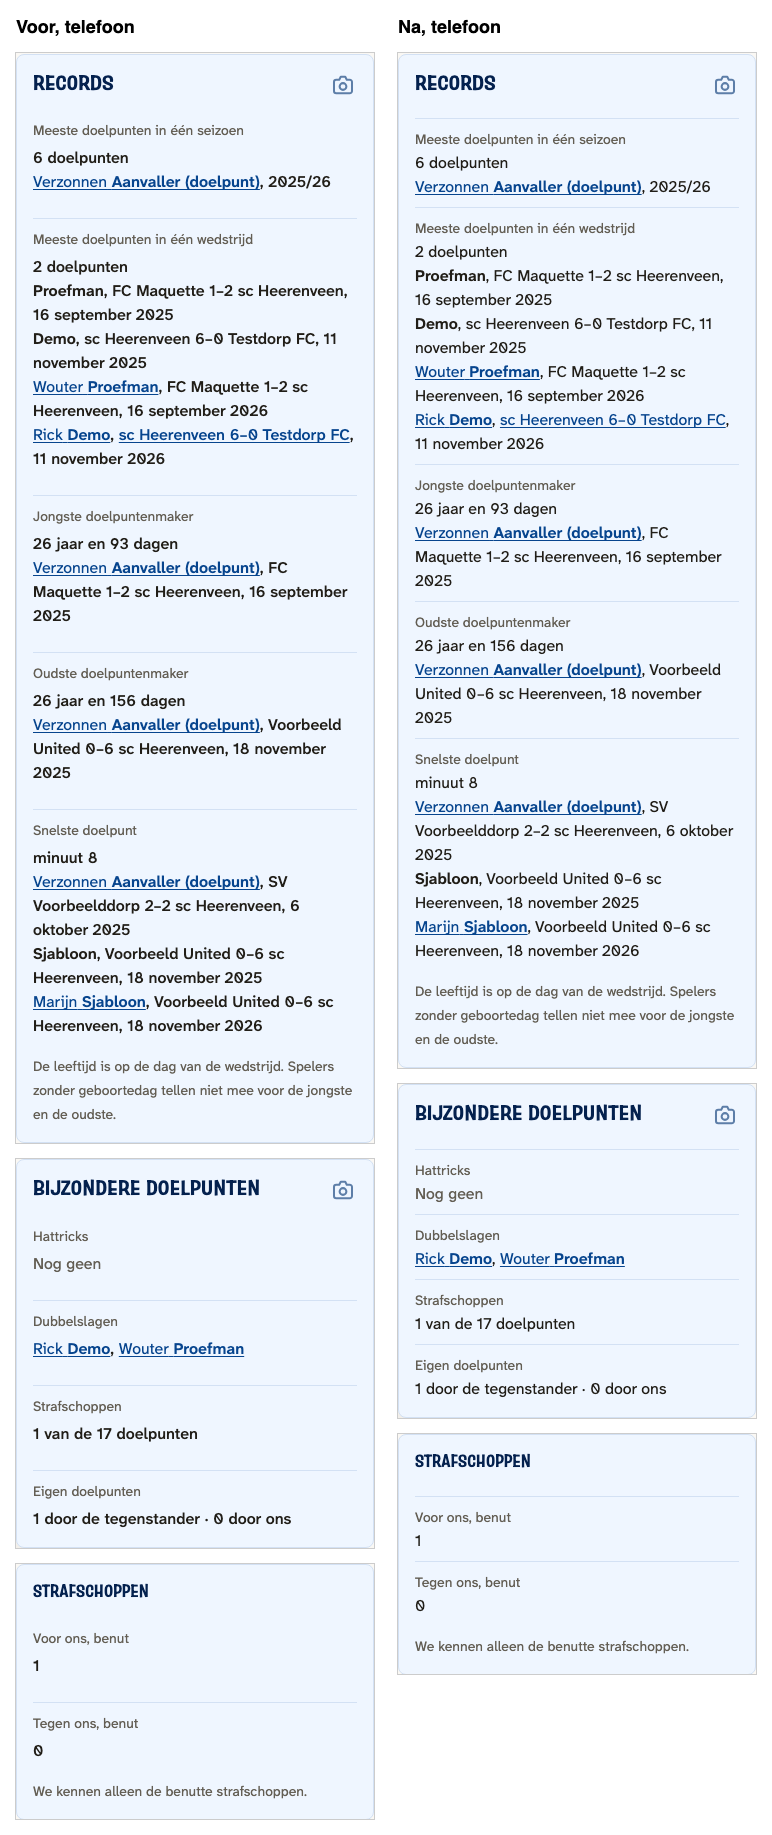 Voor, telefoon
RECORDS
Meeste doelpunten in één seizoen
6 doelpunten
Verzonnen Aanvaller (doelpunt), 2025/26
Meeste doelpunten in één wedstrijd
2 doelpunten
Proefman, FC Maquette 1–2 sc Heerenveen,
16 september 2025
Demo, sc Heerenveen 6–0 Testdorp FC, 11
november 2025
Wouter Proefman, FC Maquette 1–2 sc
Heerenveen, 16 september 2026
Rick Demo, sc Heerenveen 6–0 Testdorp FC,
11 november 2026
Jongste doelpuntenmaker
26 jaar en 93 dagen
Verzonnen Aanvaller (doelpunt), FC
Maquette 1–2 sc Heerenveen, 16 september
2025
Oudste doelpuntenmaker
26 jaar en 156 dagen
Verzonnen Aanvaller (doelpunt), Voorbeeld
United 0–6 sc Heerenveen, 18 november
2025
Snelste doelpunt
minuut 8
Verzonnen Aanvaller (doelpunt), SV
Voorbeelddorp 2–2 sc Heerenveen, 6
oktober 2025
Sjabloon, Voorbeeld United 0–6 sc
Heerenveen, 18 november 2025
Marijn Sjabloon, Voorbeeld United 0–6 sc
Heerenveen, 18 november 2026
De leeftijd is op de dag van de wedstrijd. Spelers
zonder geboortedag tellen niet mee voor de jongste
en de oudste.
BIJZONDERE DOELPUNTEN
Hattricks
Nog geen
Dubbelslagen
Rick Demo, Wouter Proefman
Strafschoppen
1 van de 17 doelpunten
Eigen doelpunten
1 door de tegenstander · 0 door ons
STRAFSCHOPPEN
Voor ons, benut
1
Tegen ons, benut
0
We kennen alleen de benutte strafschoppen.
Na, telefoon
RECORDS
Meeste doelpunten in één seizoen
6 doelpunten
Verzonnen Aanvaller (doelpunt), 2025/26
Meeste doelpunten in één wedstrijd
2 doelpunten
Proefman, FC Maquette 1–2 sc Heerenveen,
16 september 2025
Demo, sc Heerenveen 6–0 Testdorp FC, 11
november 2025
Wouter Proefman, FC Maquette 1–2 sc
Heerenveen, 16 september 2026
Rick Demo, sc Heerenveen 6–0 Testdorp FC,
11 november 2026
Jongste doelpuntenmaker
26 jaar en 93 dagen
Verzonnen Aanvaller (doelpunt), FC
Maquette 1–2 sc Heerenveen, 16 september
2025
Oudste doelpuntenmaker
26 jaar en 156 dagen
Verzonnen Aanvaller (doelpunt), Voorbeeld
United 0–6 sc Heerenveen, 18 november
2025
Snelste doelpunt
minuut 8
Verzonnen Aanvaller (doelpunt), SV
Voorbeelddorp 2–2 sc Heerenveen, 6 oktober
2025
Sjabloon, Voorbeeld United 0–6 sc
Heerenveen, 18 november 2025
Marijn Sjabloon, Voorbeeld United 0–6 sc
Heerenveen, 18 november 2026
De leeftijd is op de dag van de wedstrijd. Spelers
zonder geboortedag tellen niet mee voor de jongste
en de oudste.
BIJZONDERE DOELPUNTEN
Hattricks
Nog geen
Dubbelslagen
Rick Demo, Wouter Proefman
Strafschoppen
1 van de 17 doelpunten
Eigen doelpunten
1 door de tegenstander · 0 door ons
STRAFSCHOPPEN
Voor ons, benut
1
Tegen ons, benut
0
We kennen alleen de benutte strafschoppen.